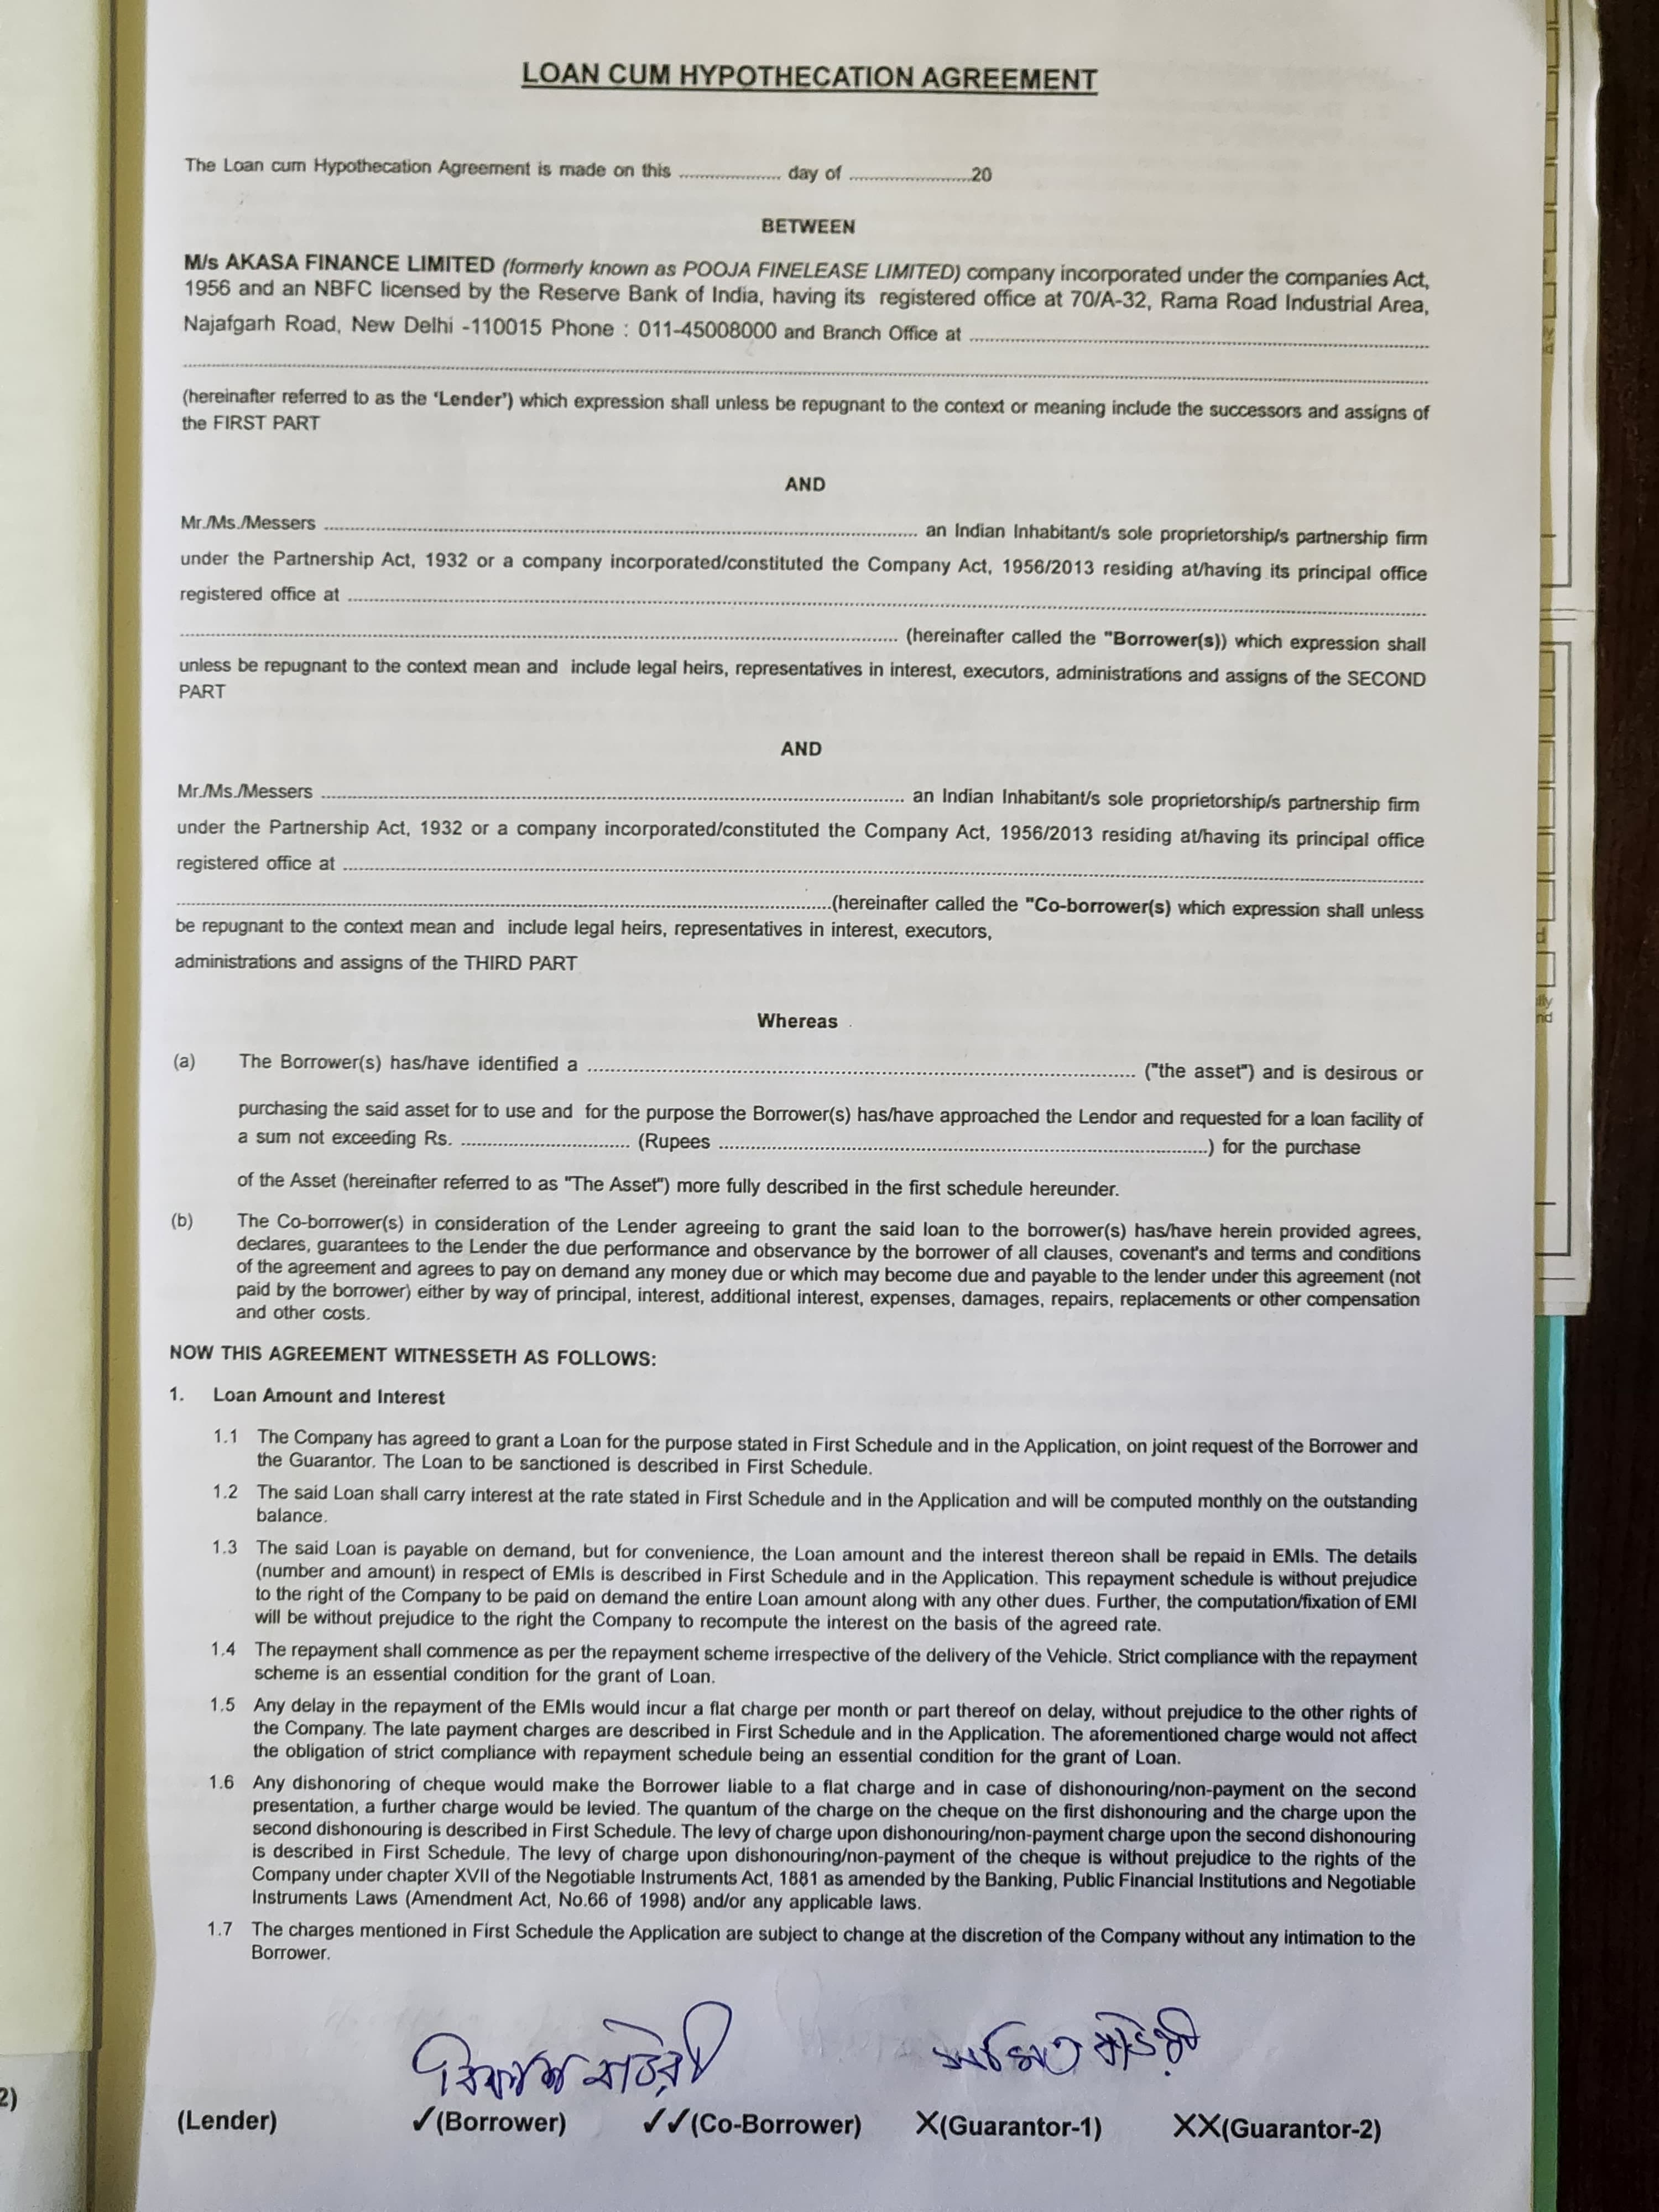 LOAN CUM HYPOTHECATION AGREEMENT
The Loan cum Hypothecation Agreement is made on this .................... day of ........................20
BETWEEN
M/s AKASA FINANCE LIMITED (formerly known as POOJA FINELEASE LIMITED) company incorporated under the companies Act,
1956 and an NBFC licensed by the Reserve Bank of India, having its registered office at 70/A-32, Rama Road Industrial Area,
Najafgarh Road, New Delhi -110015 Phone : 011-45008000 and Branch Office at ....................
....................
(hereinafter referred to as the 'Lender') which expression shall unless be repugnant to the context or meaning include the successors and assigns of
the FIRST PART
AND
Mr./Ms./Messers .................... an Indian Inhabitant/s sole proprietorship/s partnership firm
under the Partnership Act, 1932 or a company incorporated/constituted the Company Act, 1956/2013 residing at/having its principal office
registered office at ....................
.................... (hereinafter called the "Borrower(s)) which expression shall
unless be repugnant to the context mean and include legal heirs, representatives in interest, executors, administrations and assigns of the SECOND
PART
AND
Mr./Ms./Messers .................... an Indian Inhabitant/s sole proprietorship/s partnership firm
under the Partnership Act, 1932 or a company incorporated/constituted the Company Act, 1956/2013 residing at/having its principal office
registered office at ....................
....................(hereinafter called the "Co-borrower(s) which expression shall unless
be repugnant to the context mean and include legal heirs, representatives in interest, executors,
administrations and assigns of the THIRD PART
Whereas
(a) The Borrower(s) has/have identified a .................... ("the asset") and is desirous or
purchasing the said asset for to use and for the purpose the Borrower(s) has/have approached the Lendor and requested for a loan facility of
a sum not exceeding Rs. .................... (Rupees ....................) for the purchase
of the Asset (hereinafter referred to as "The Asset") more fully described in the first schedule hereunder.
(b) The Co-borrower(s) in consideration of the Lender agreeing to grant the said loan to the borrower(s) has/have herein provided agrees,
declares, guarantees to the Lender the due performance and observance by the borrower of all clauses, covenant's and terms and conditions
of the agreement and agrees to pay on demand any money due or which may become due and payable to the lender under this agreement (not
paid by the borrower) either by way of principal, interest, additional interest, expenses, damages, repairs, replacements or other compensation
and other costs.
NOW THIS AGREEMENT WITNESSETH AS FOLLOWS:
1. Loan Amount and Interest
1.1 The Company has agreed to grant a Loan for the purpose stated in First Schedule and in the Application, on joint request of the Borrower and
the Guarantor. The Loan to be sanctioned is described in First Schedule.
1.2 The said Loan shall carry interest at the rate stated in First Schedule and in the Application and will be computed monthly on the outstanding
balance.
1.3 The said Loan is payable on demand, but for convenience, the Loan amount and the interest thereon shall be repaid in EMIs. The details
(number and amount) in respect of EMIs is described in First Schedule and in the Application. This repayment schedule is without prejudice
to the right of the Company to be paid on demand the entire Loan amount along with any other dues. Further, the computation/fixation of EMI
will be without prejudice to the right the Company to recompute the interest on the basis of the agreed rate.
1.4 The repayment shall commence as per the repayment scheme irrespective of the delivery of the Vehicle. Strict compliance with the repayment
scheme is an essential condition for the grant of Loan.
1.5 Any delay in the repayment of the EMIs would incur a flat charge per month or part thereof on delay, without prejudice to the other rights of
the Company. The late payment charges are described in First Schedule and in the Application. The aforementioned charge would not affect
the obligation of strict compliance with repayment schedule being an essential condition for the grant of Loan.
1.6 Any dishonoring of cheque would make the Borrower liable to a flat charge and in case of dishonouring/non-payment on the second
presentation, a further charge would be levied. The quantum of the charge on the cheque on the first dishonouring and the charge upon the
second dishonouring is described in First Schedule. The levy of charge upon dishonouring/non-payment charge upon the second dishonouring
is described in First Schedule. The levy of charge upon dishonouring/non-payment of the cheque is without prejudice to the rights of the
Company under chapter XVII of the Negotiable Instruments Act, 1881 as amended by the Banking, Public Financial Institutions and Negotiable
Instruments Laws (Amendment Act, No.66 of 1998) and/or any applicable laws.
1.7 The charges mentioned in First Schedule the Application are subject to change at the discretion of the Company without any intimation to the
Borrower.
(Lender) ✓(Borrower) ✓✓(Co-Borrower) X(Guarantor-1) XX(Guarantor-2)